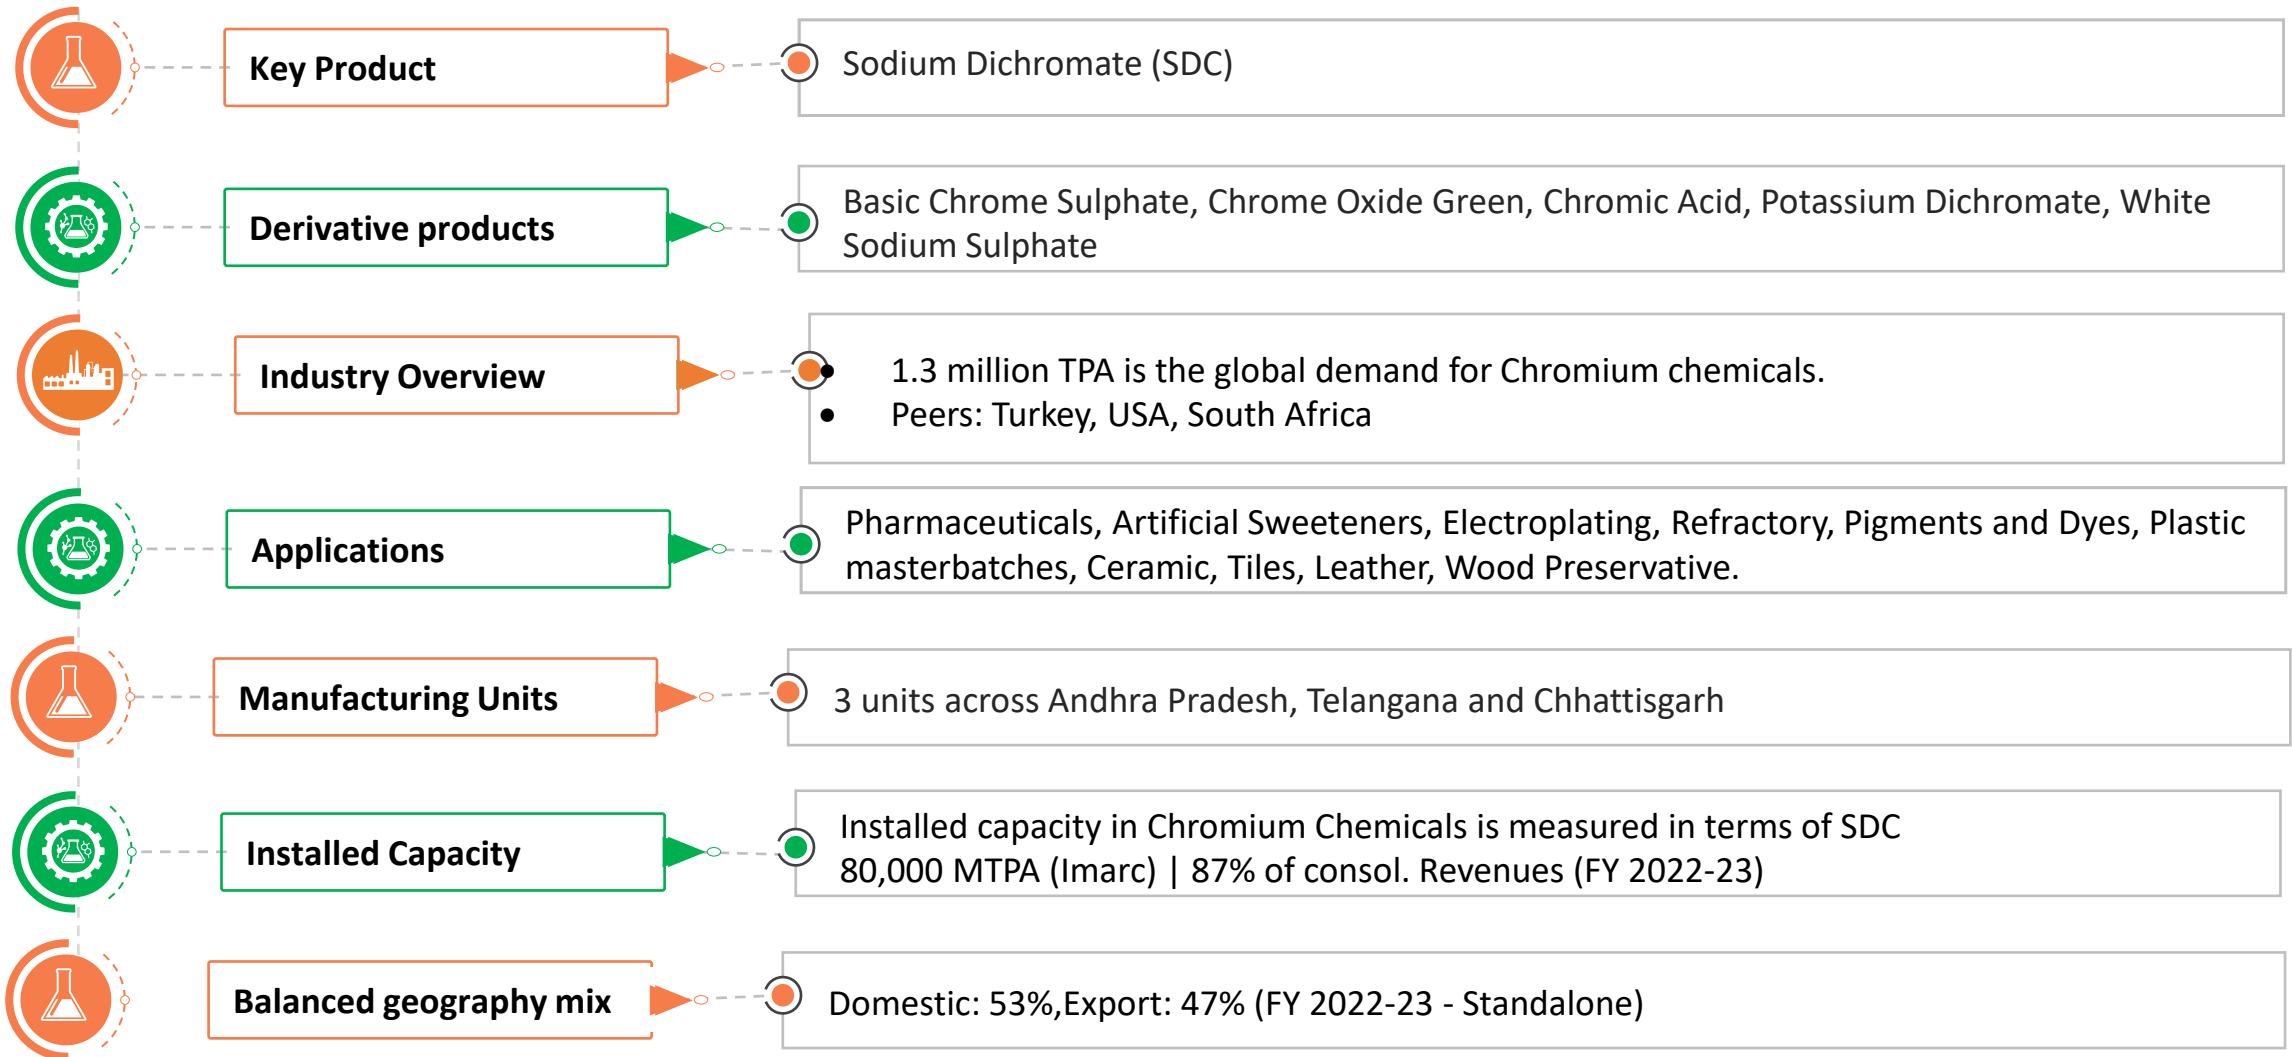 Key Product
Sodium Dichromate (SDC)
Derivative products
Basic Chrome Sulphate, Chrome Oxide Green, Chromic Acid, Potassium Dichromate, White
Sodium Sulphate
Industry Overview
• 1.3 million TPA is the global demand for Chromium chemicals.
• Peers: Turkey, USA, South Africa
Applications
Pharmaceuticals, Artificial Sweeteners, Electroplating, Refractory, Pigments and Dyes, Plastic
masterbatches, Ceramic, Tiles, Leather, Wood Preservative.
Manufacturing Units
3 units across Andhra Pradesh, Telangana and Chhattisgarh
Installed Capacity
Installed capacity in Chromium Chemicals is measured in terms of SDC
80,000 MTPA (Imarc) | 87% of consol. Revenues (FY 2022-23)
Balanced geography mix
Domestic: 53%,Export: 47% (FY 2022-23 - Standalone)